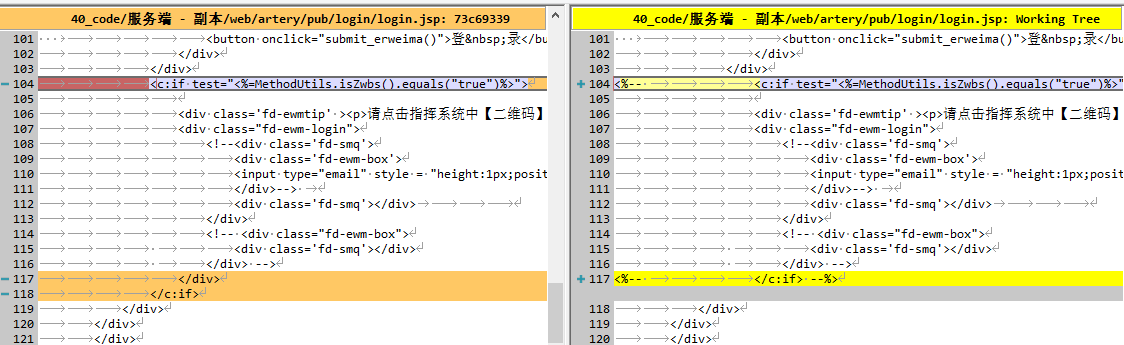 40_code/服务端 - 副本/web/artery/pub/login/login.jsp: 73c69339
101 <button onclick="submit_erweima()">登&nbsp;录</bu
102 </div>
103 </div>
104 <c:if test="<%=MethodUtils.isZwbs().equals("true")%>">
105
106 <div class='fd-ewmtip' ><p>请点击指挥系统中【二维码】
107 <div class="fd-ewm-login">
108 <!--<div class='fd-smq'>
109 <div class='fd-ewm-box'>
110 <input type="email" style = "height:1px;posit
111 </div>-->
112 <div class='fd-smq'></div>
113 </div>
114 <!-- <div class="fd-ewm-box">
115 <div class='fd-smq'></div>
116 </div> -->
117 </div>
118 </c:if>
119 </div>
120 </div>
121 </div>
40_code/服务端 - 副本/web/artery/pub/login/login.jsp: Working Tree
101 <button onclick="submit_erweima()">登&nbsp;录</
102 </div>
103 </div>
104 <%-- <c:if test="<%=MethodUtils.isZwbs().equals("true")%>"
105
106 <div class='fd-ewmtip' ><p>请点击指挥系统中【二维码】
107 <div class="fd-ewm-login">
108 <!--<div class='fd-smq'>
109 <div class='fd-ewm-box'>
110 <input type="email" style = "height:1px;pos
111 </div>-->
112 <div class='fd-smq'></div>
113 </div>
114 <!-- <div class="fd-ewm-box">
115 <div class='fd-smq'></div>
116 </div> -->
117 <%-- </c:if> --%>
118 </div>
119 </div>
120 </div>